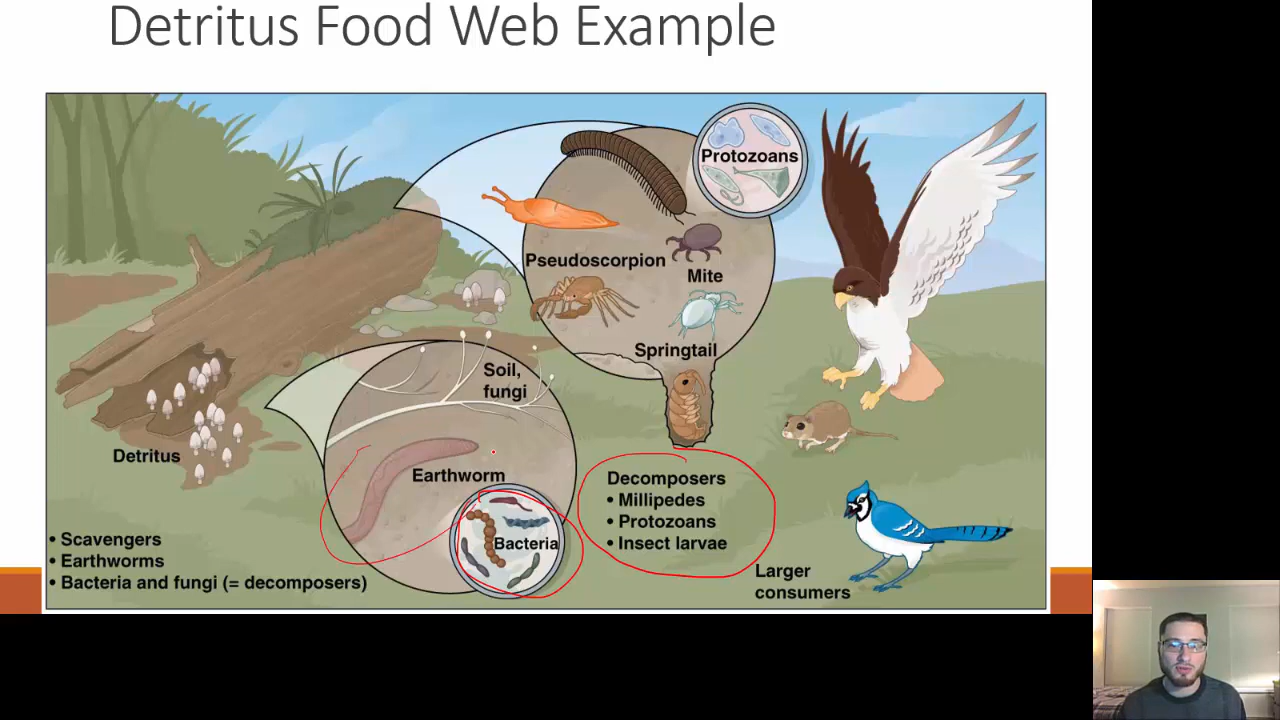 Detritus Food Web Example
Protozoans
Pseudoscorpion
Mite
Springtail
Soil,
fungi
Detritus
Earthworm
Bacteria
Decomposers
• Millipedes
• Protozoans
• Insect larvae
• Scavengers
• Earthworms
• Bacteria and fungi (= decomposers)
Larger
consumers